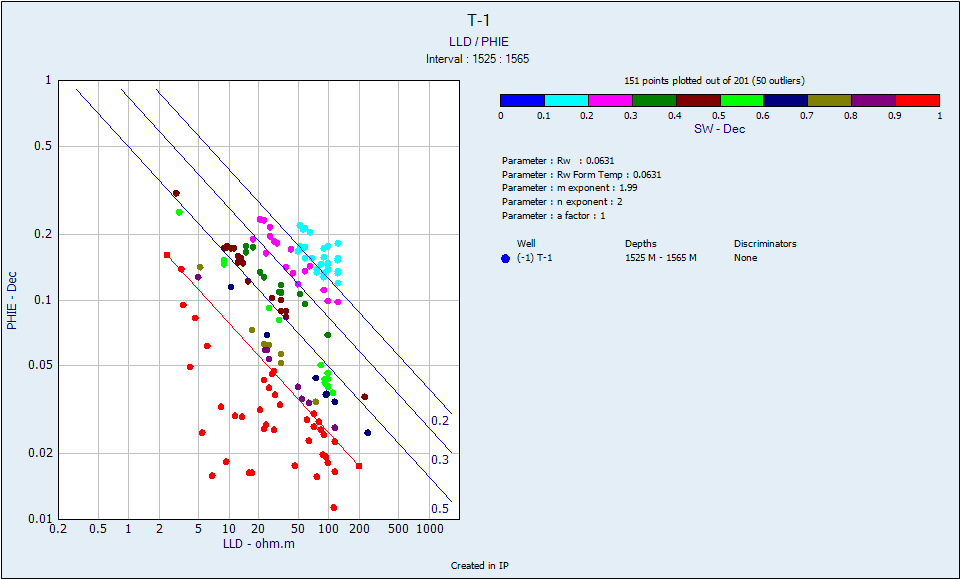 T-1
LLD / PHIE
Interval : 1525 : 1565
151 points plotted out of 201 (50 outliers)
0 0.1 0.2 0.3 0.4 0.5 0.6 0.7 0.8 0.9 1
SW - Dec
Parameter : Rw : 0.0631
Parameter : Rw Form Temp : 0.0631
Parameter : m exponent : 1.99
Parameter : n exponent : 2
Parameter : a factor : 1
Well Depths Discriminators
(-1) T-1 1525 M - 1565 M None
PHIE - Dec
1
0.5
0.2
0.1
0.05
0.02
0.01
0.2
0.3
0.5
0.2 0.5 1 2 5 10 20 50 100 200 500 1000
LLD - ohm.m
Created in IP